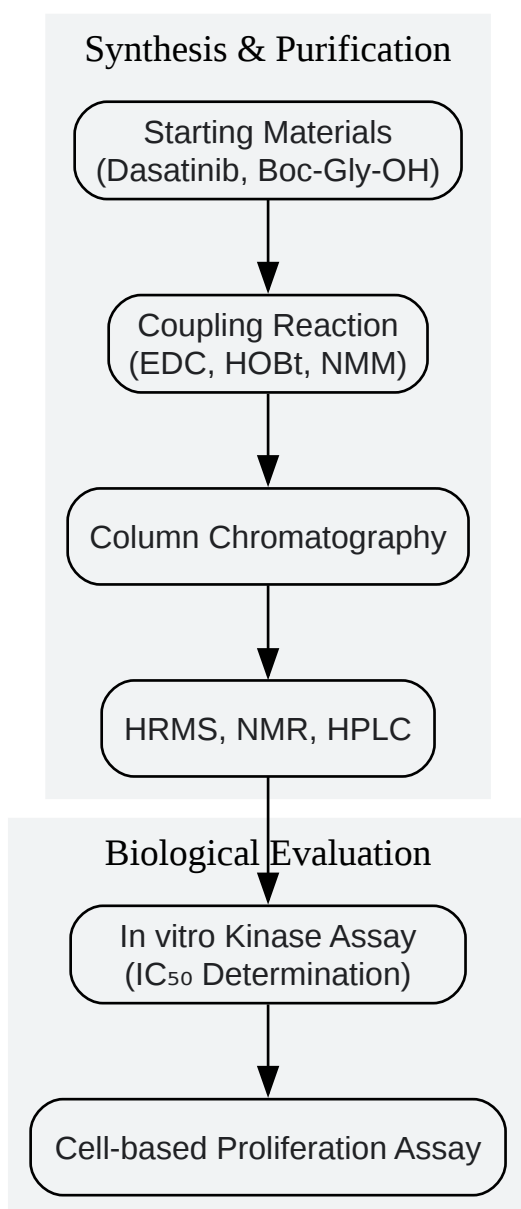 Synthesis & Purification
Starting Materials
(Dasatinib, Boc-Gly-OH)
Coupling Reaction
(EDC, HOBt, NMM)
Column Chromatography
HRMS, NMR, HPLC
Biological Evaluation
In vitro Kinase Assay
(IC₅₀ Determination)
Cell-based Proliferation Assay